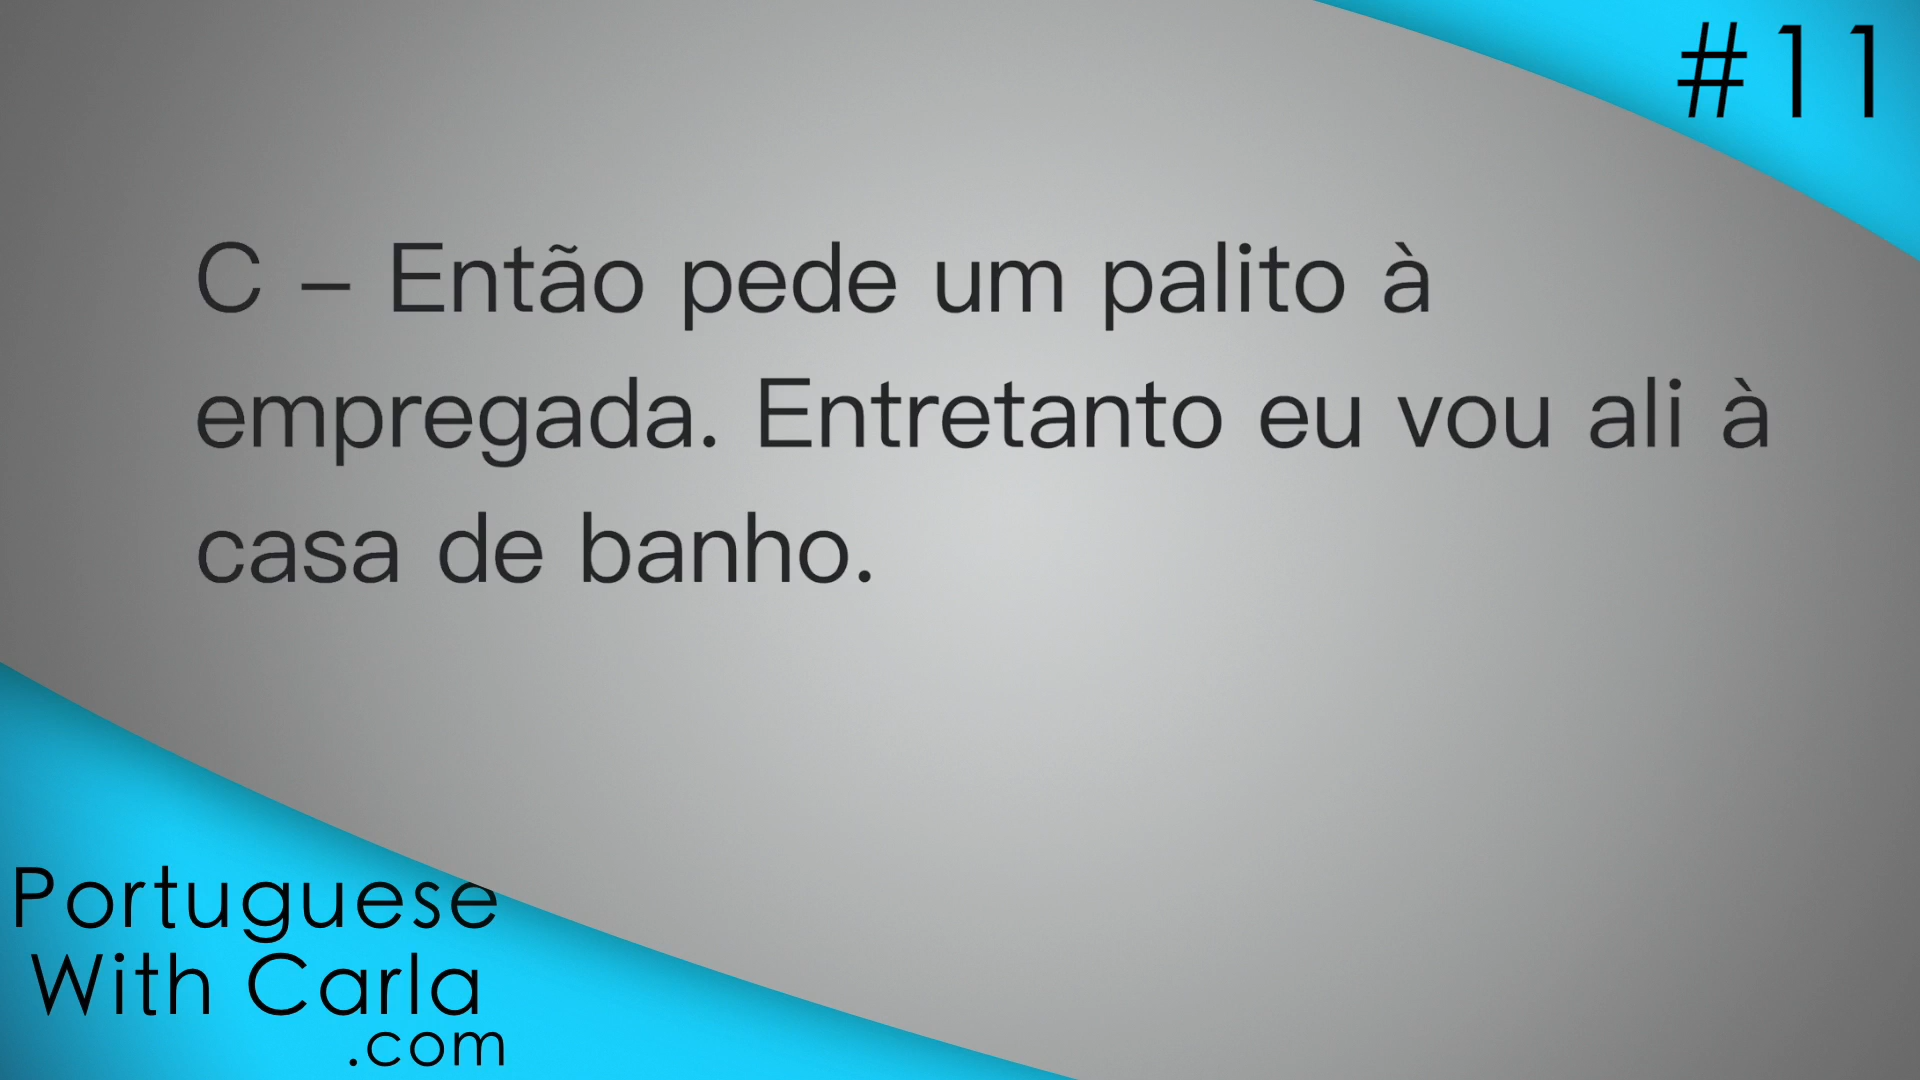 #11
C – Então pede um palito à
empregada. Entretanto eu vou ali à
casa de banho.
Portuguese
With Carla
.com